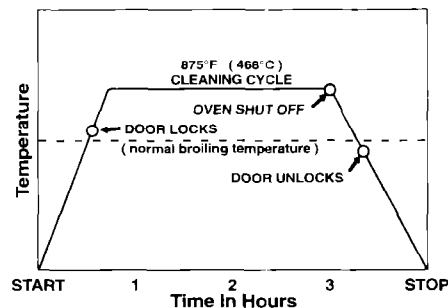 875°F (466°C)
CLEANING CYCLE
OVEN SHUT OFF
DOOR LOCKS
(normal broiling temperature)
DOOR UNLOCKS
Temperature
START 1 2 3 STOP
Time In Hours